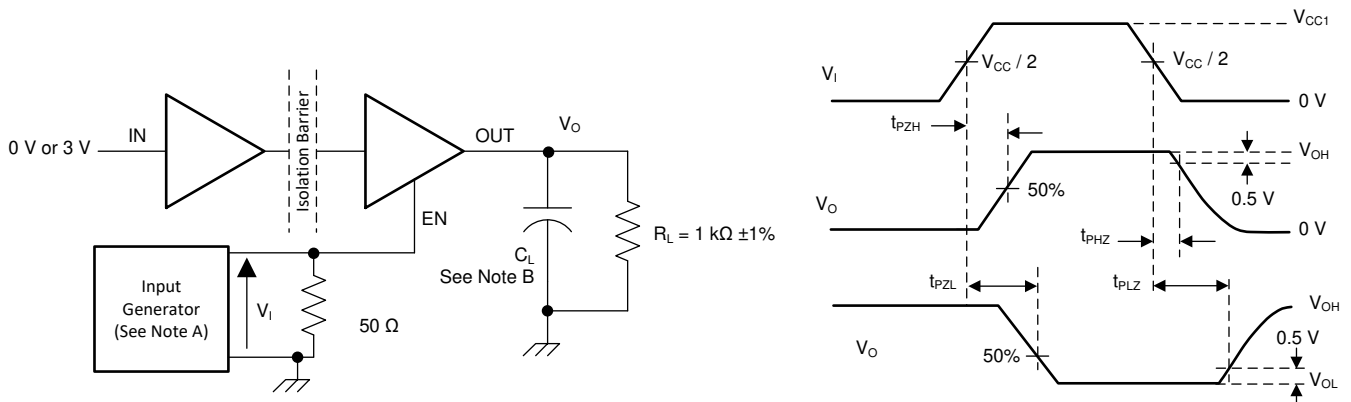 0 V or 3 V
IN
Isolation Barrier
OUT
VO
EN
Input
Generator
(See Note A)
VI
50 Ω
CL
See Note B
RL = 1 kΩ ±1%
VCC1
VI
VCC / 2
VCC / 2
0 V
tPZH
VOH
50%
0.5 V
VO
tPHZ
0 V
tPZL
tPLZ
VOH
0.5 V
VO
50%
VOL